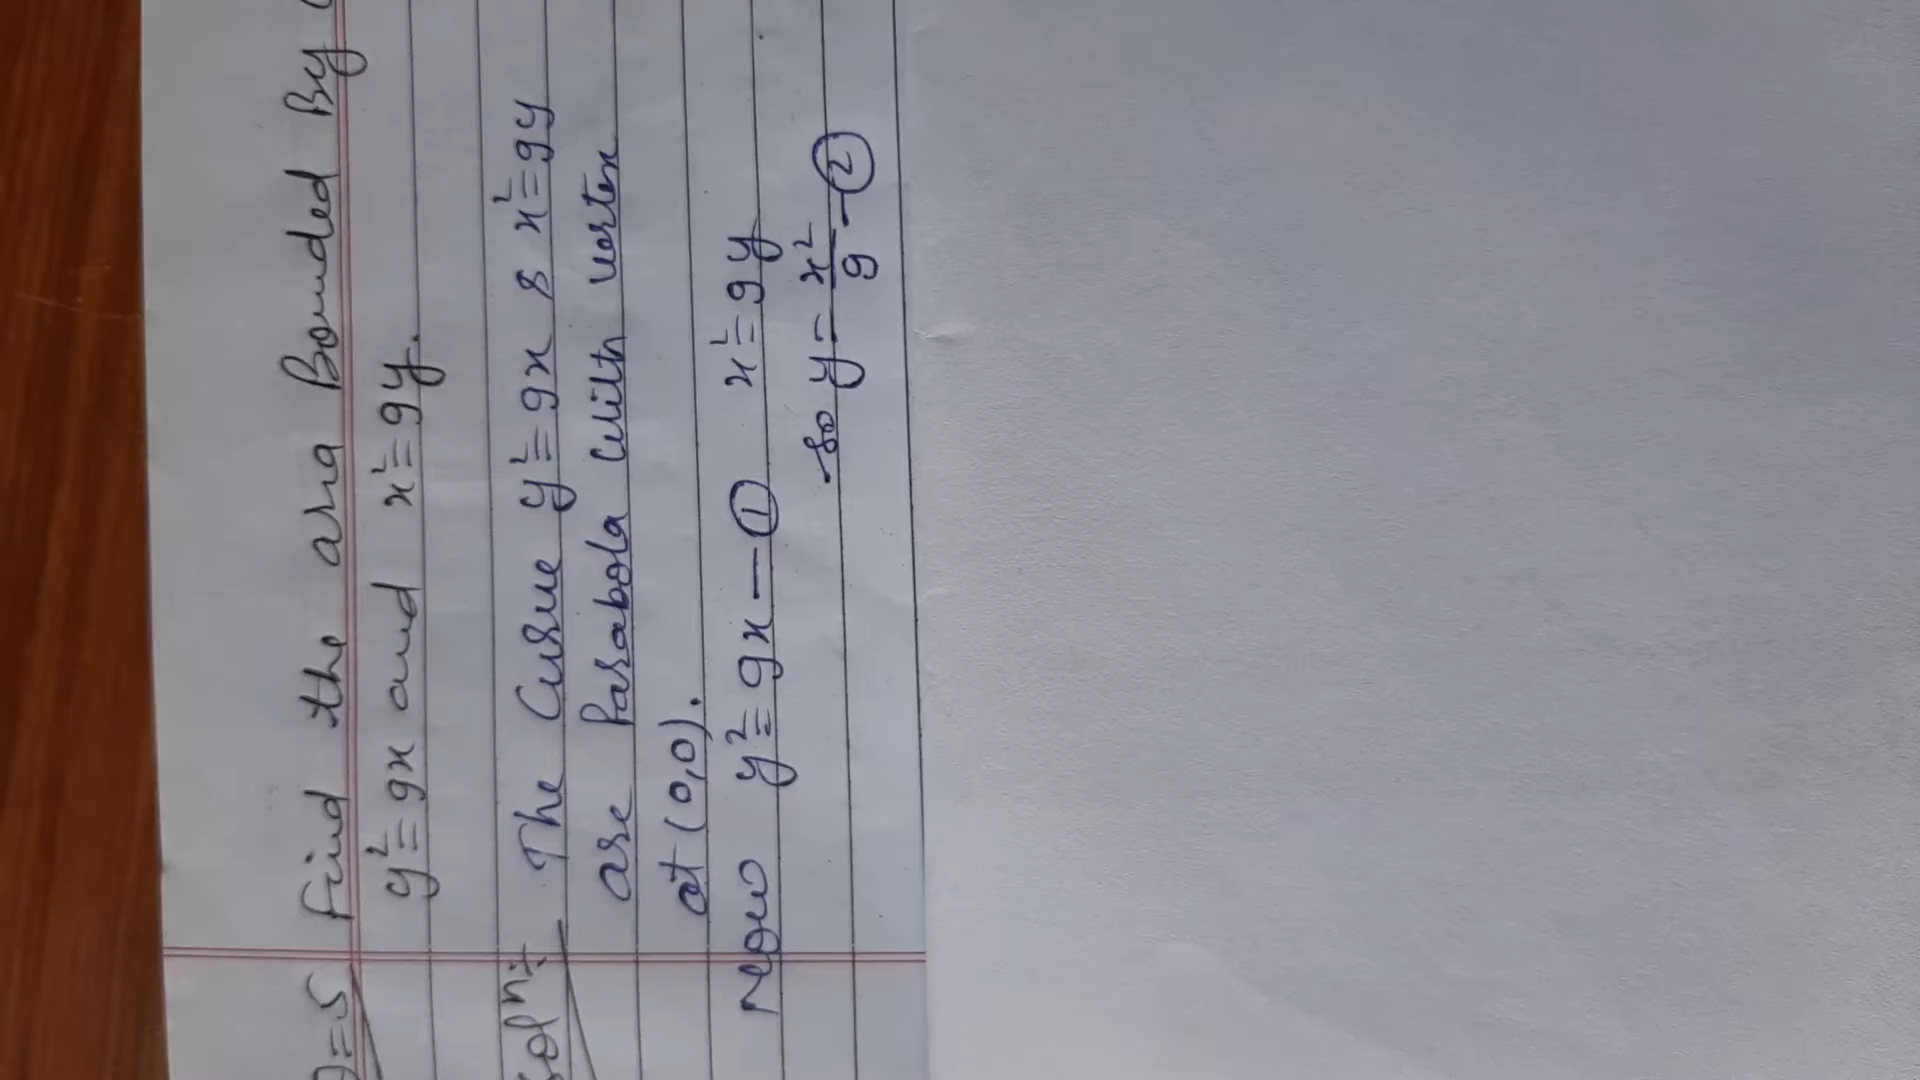 Q=5 Find the area Bounded By
y²=9x and x²=9y.
Solⁿ:- The Curve y²=9x & x²=9y
are Parabola With vertex
at (0,0).
Now y²=9x—① x²=9y
so y=x²/9-②